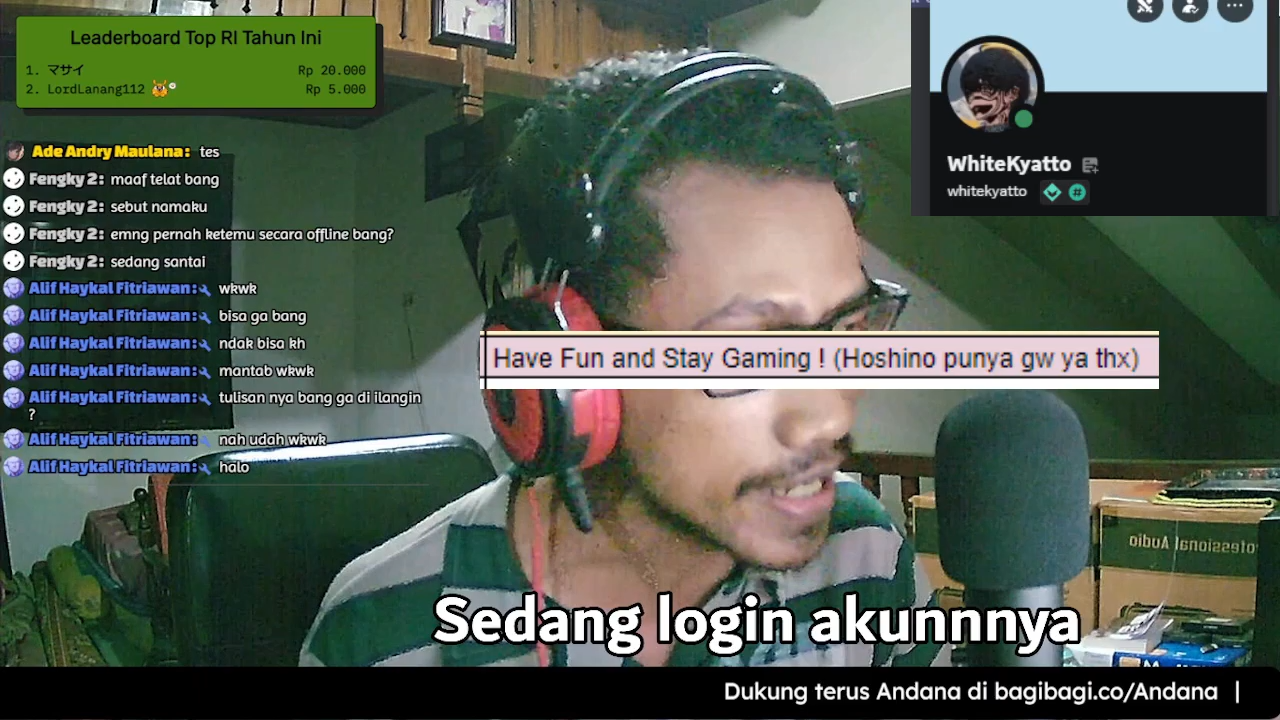 Leaderboard Top RI Tahun Ini
1. マサイ Rp 20.000
2. LordLanang112 Rp 5.000
Ade Andry Maulana: tes
Fengky 2: maaf telat bang
Fengky 2: sebut namaku
Fengky 2: emng pernah ketemu secara offline bang?
Fengky 2: sedang santai
Alif Haykal Fitriawan: wkwk
Alif Haykal Fitriawan: bisa ga bang
Alif Haykal Fitriawan: ndak bisa kh
Alif Haykal Fitriawan: mantab wkwk
Alif Haykal Fitriawan: tulisan nya bang ga di ilangin
?
Alif Haykal Fitriawan: nah udah wkwk
Alif Haykal Fitriawan: halo
WhiteKyatto
whitekyatto
Have Fun and Stay Gaming ! (Hoshino punya gw ya thx)
Sedang login akunnnya
Dukung terus Andana di bagibagi.co/Andana |